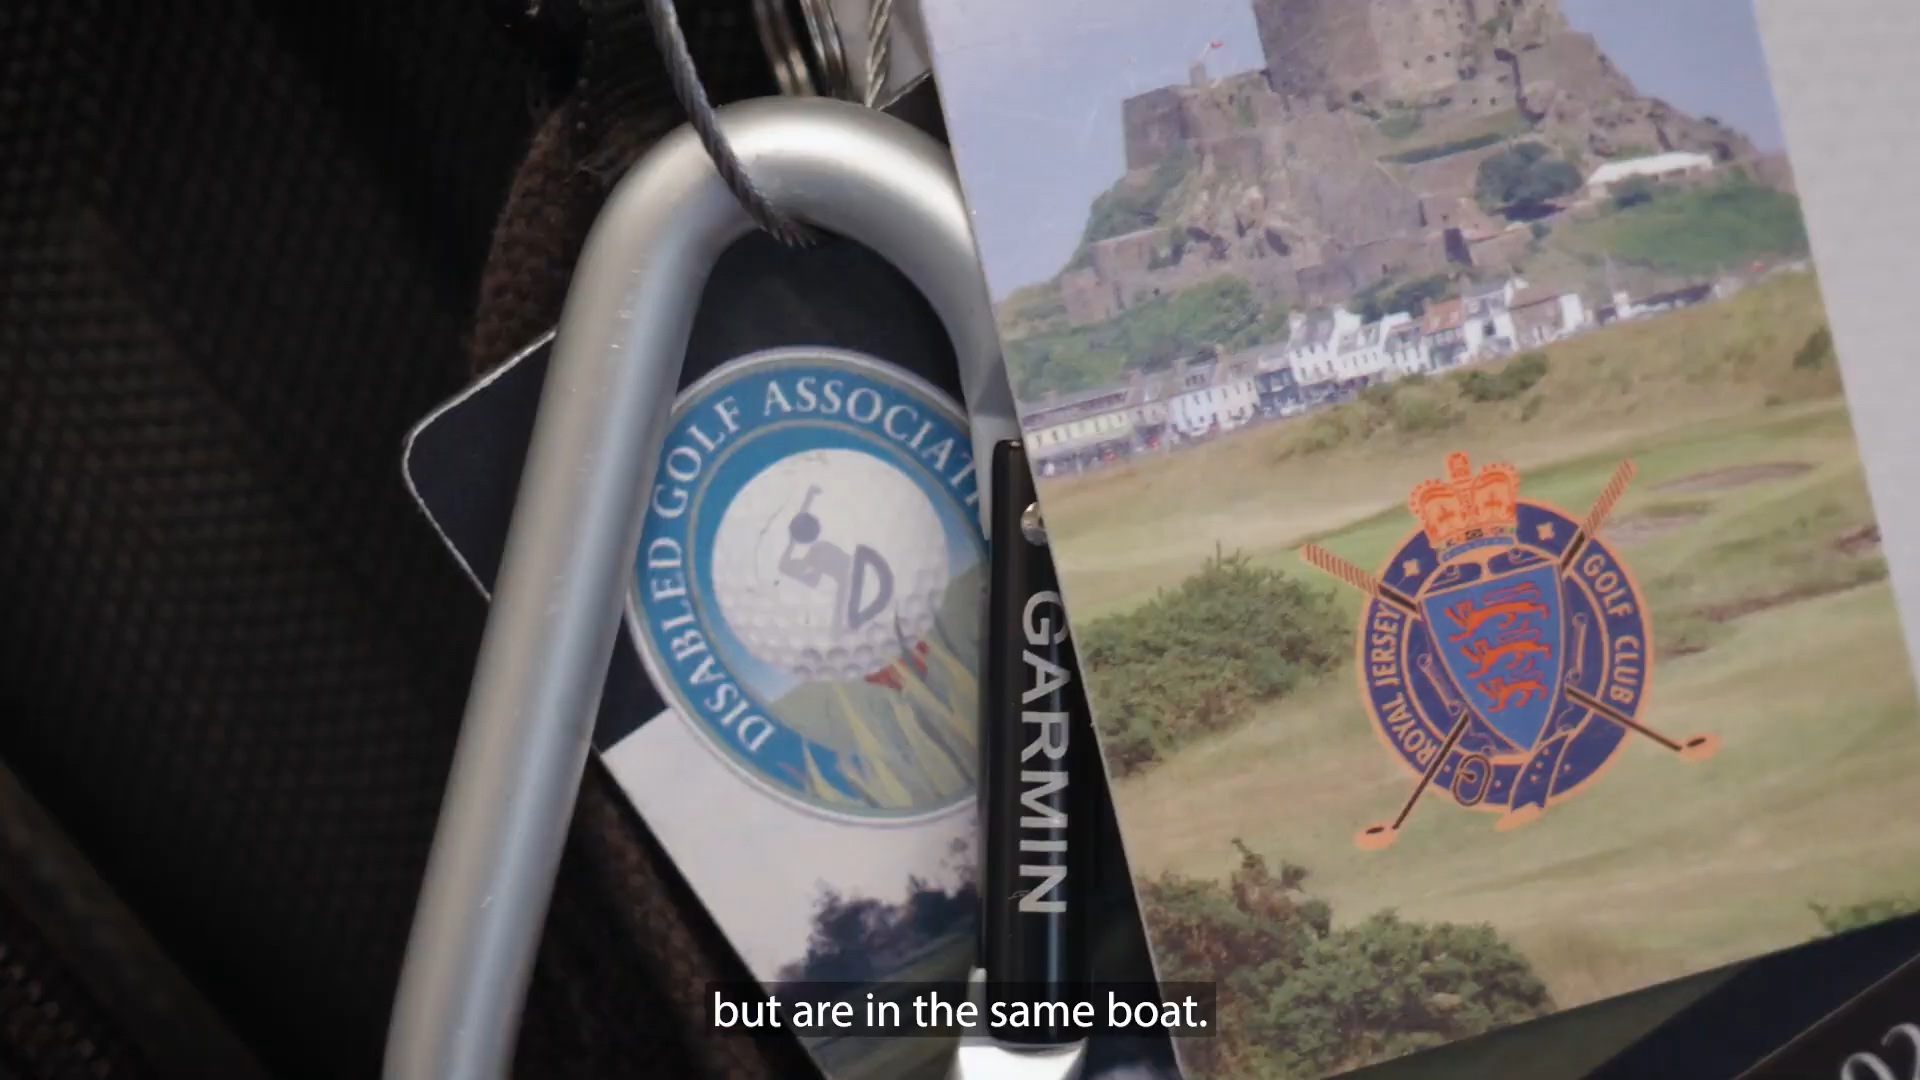 DISABLED GOLF ASSOCIATI
GARMIN
ROYAL JERSEY GOLF CLUB
but are in the same boat.